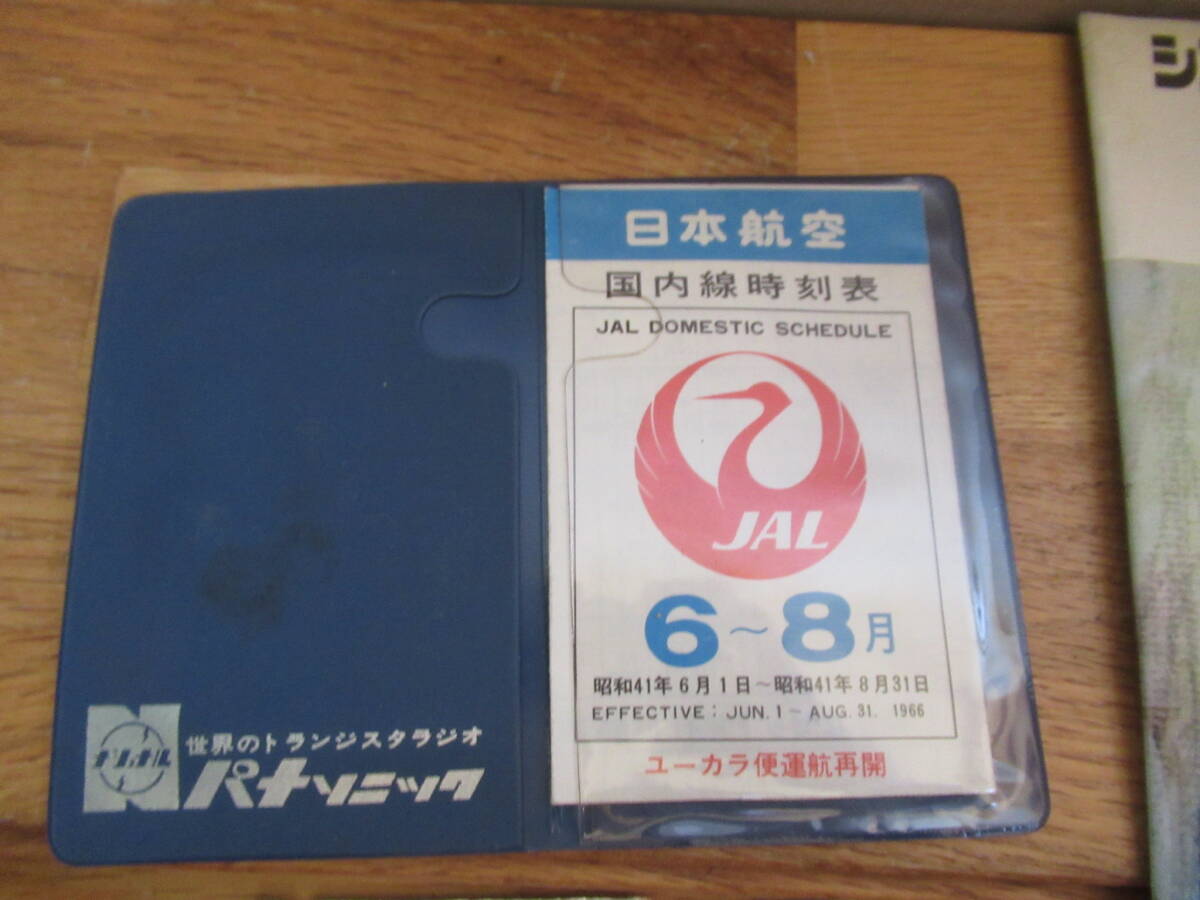 ナショナル
世界のトランジスタラジオ
パナソニック
日本航空
国内線時刻表
JAL DOMESTIC SCHEDULE
JAL
6~8月
昭和41年6月1日~昭和41年8月31日
EFFECTIVE: JUN. 1~AUG. 31. 1966
ユーカラ便運航再開